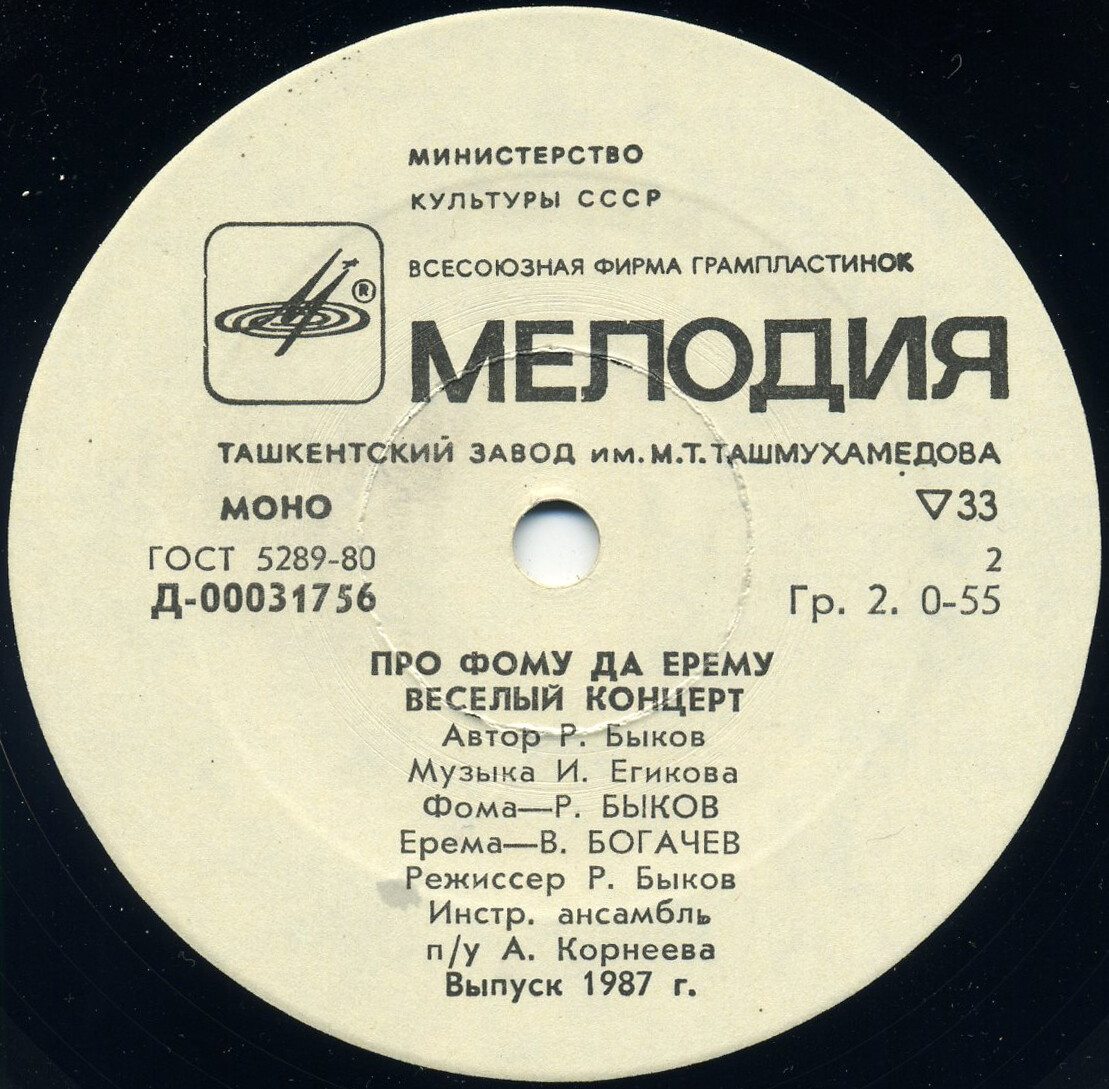 МИНИСТЕРСТВО
КУЛЬТУРЫ СССР
ВСЕСОЮЗНАЯ ФИРМА ГРАМПЛАСТИНОК
®
МЕЛОДИЯ
ТАШКЕНТСКИЙ ЗАВОД им. М.Т.ТАШМУХАМЕДОВА
МОНО ▽33
ГОСТ 5289-80 2
Д-00031756 Гр. 2. 0-55
ПРО ФОМУ ДА ЕРЕМУ
ВЕСЕЛЫЙ КОНЦЕРТ
Автор Р. Быков
Музыка И. Егикова
Фома—Р. БЫКОВ
Ерема—В. БОГАЧЕВ
Режиссер Р. Быков
Инстр. ансамбль
п/у А. Корнеева
Выпуск 1987 г.